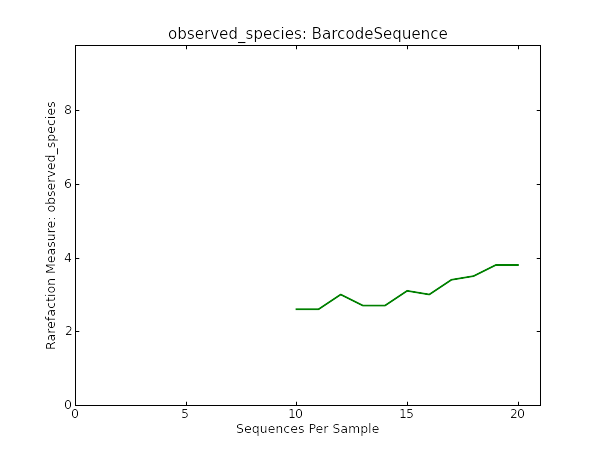 observed_species: BarcodeSequence
Rarefaction Measure: observed_species
8
6
4
2
0
0 5 10 15 20
Sequences Per Sample